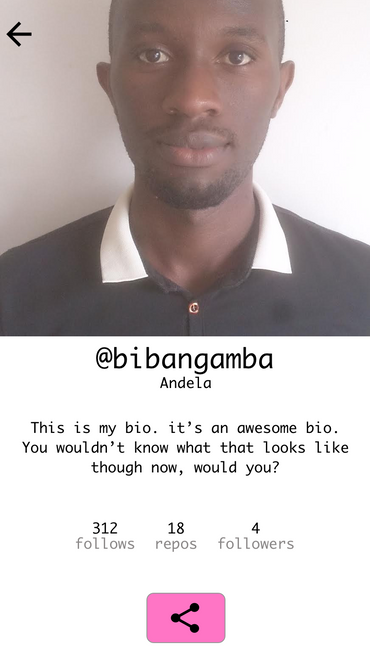 @bibangamba
Andela
This is my bio. it’s an awesome bio.
You wouldn’t know what that looks like
though now, would you?
312 18 4
follows repos followers